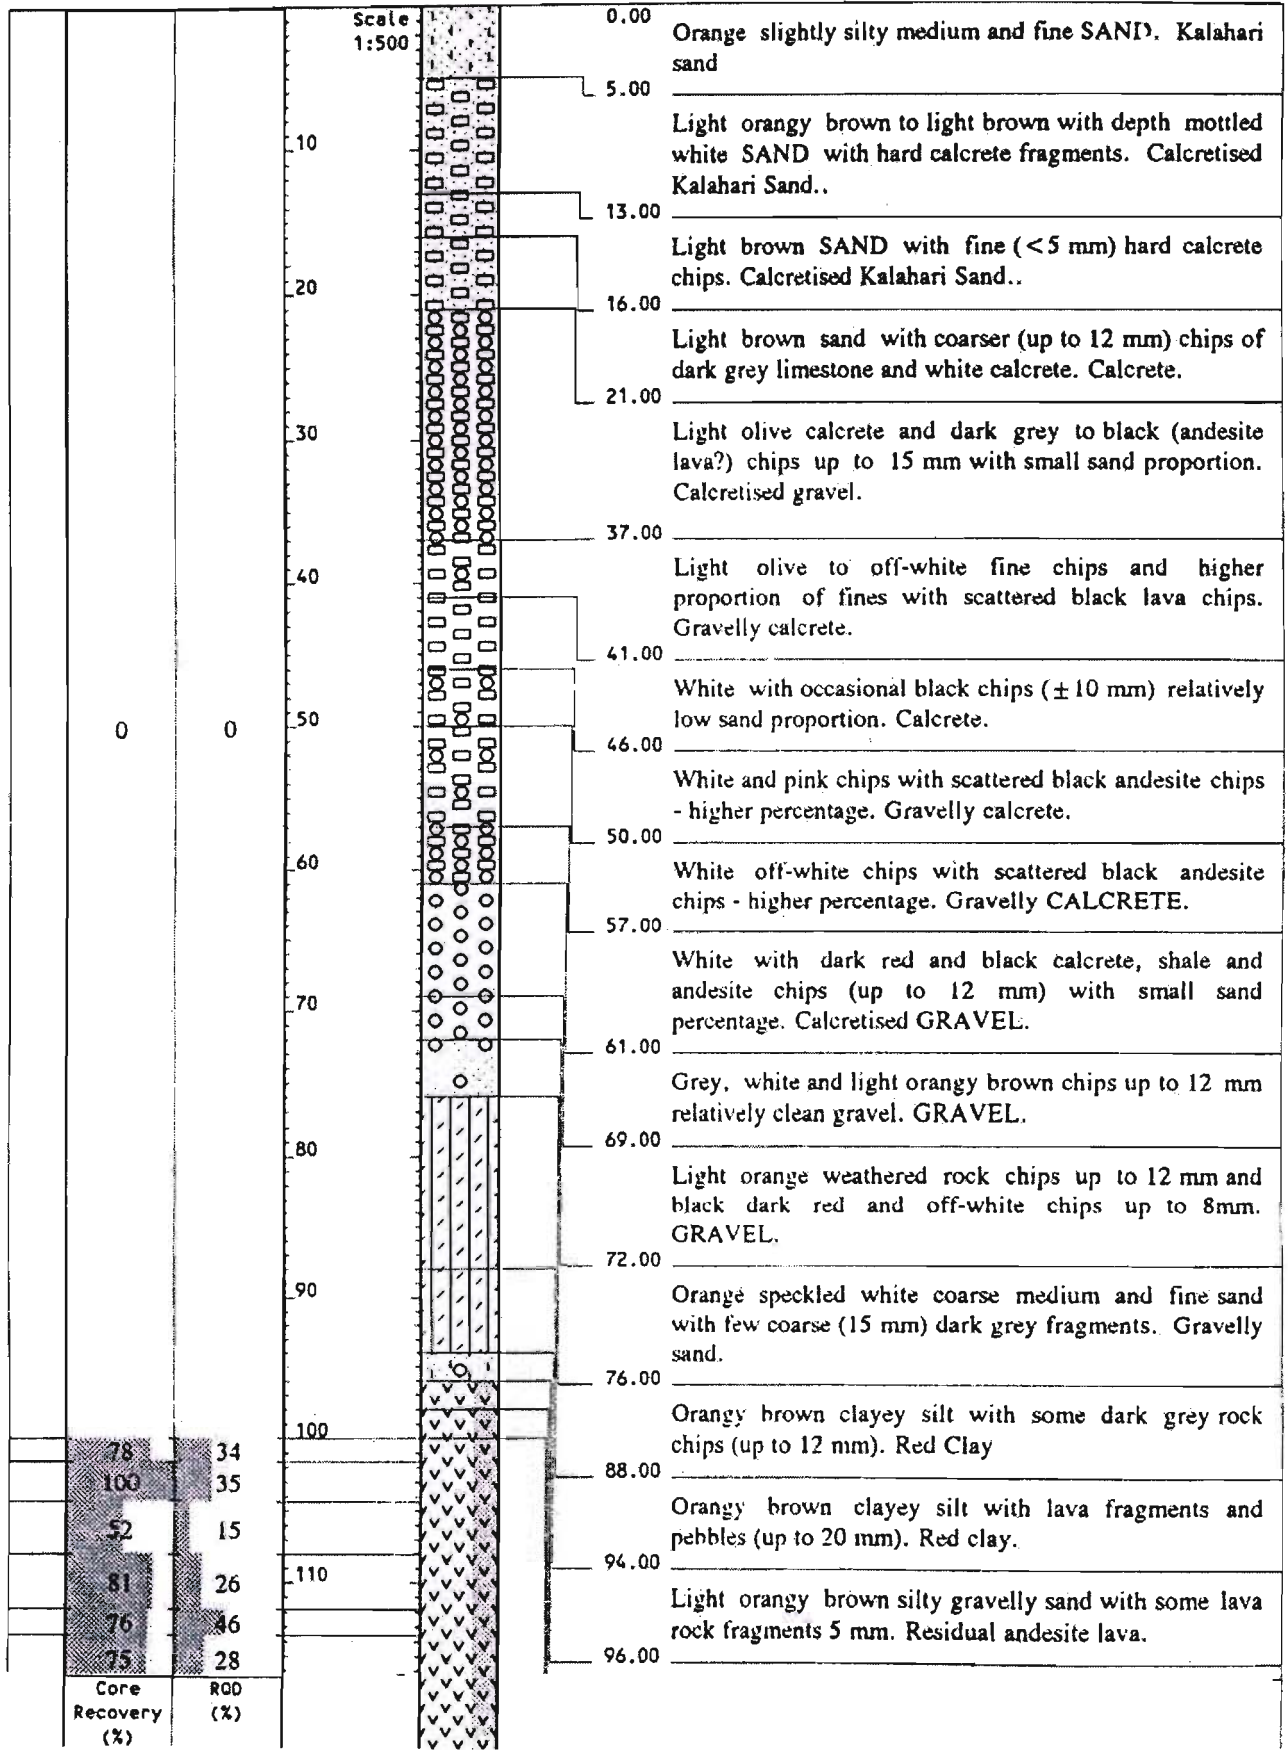 Scale
1:500
0.00
Orange slightly silty medium and fine SAND. Kalahari
sand
5.00
Light orangy brown to light brown with depth mottled
white SAND with hard calcrete fragments. Calcretised
Kalahari Sand..
10
13.00
Light brown SAND with fine (<5 mm) hard calcrete
chips. Calcretised Kalahari Sand..
20
16.00
Light brown sand with coarser (up to 12 mm) chips of
dark grey limestone and white calcrete. Calcrete.
21.00
Light olive calcrete and dark grey to black (andesite
lava?) chips up to 15 mm with small sand proportion.
Calcretised gravel.
30
37.00
Light olive to off-white fine chips and higher
proportion of fines with scattered black lava chips.
Gravelly calcrete.
40
41.00
White with occasional black chips (± 10 mm) relatively
low sand proportion. Calcrete.
0
0
50
46.00
White and pink chips with scattered black andesite chips
- higher percentage. Gravelly calcrete.
50.00
White off-white chips with scattered black andesite
chips - higher percentage. Gravelly CALCRETE.
60
57.00
White with dark red and black calcrete, shale and
andesite chips (up to 12 mm) with small sand
percentage. Calcretised GRAVEL.
70
61.00
Grey, white and light orangy brown chips up to 12 mm
relatively clean gravel. GRAVEL.
69.00
80
Light orange weathered rock chips up to 12 mm and
black dark red and off-white chips up to 8mm.
GRAVEL.
72.00
Orange speckled white coarse medium and fine sand
with few coarse (15 mm) dark grey fragments. Gravelly
sand.
90
76.00
Orangy brown clayey silt with some dark grey rock
chips (up to 12 mm). Red Clay
100
78 34
88.00
100 35
Orangy brown clayey silt with lava fragments and
pebbles (up to 20 mm). Red clay.
52 15
94.00
110
81 26
Light orangy brown silty gravelly sand with some lava
rock fragments 5 mm. Residual andesite lava.
76 46
75 28
96.00
Core
Recovery
(%)
RQD
(%)